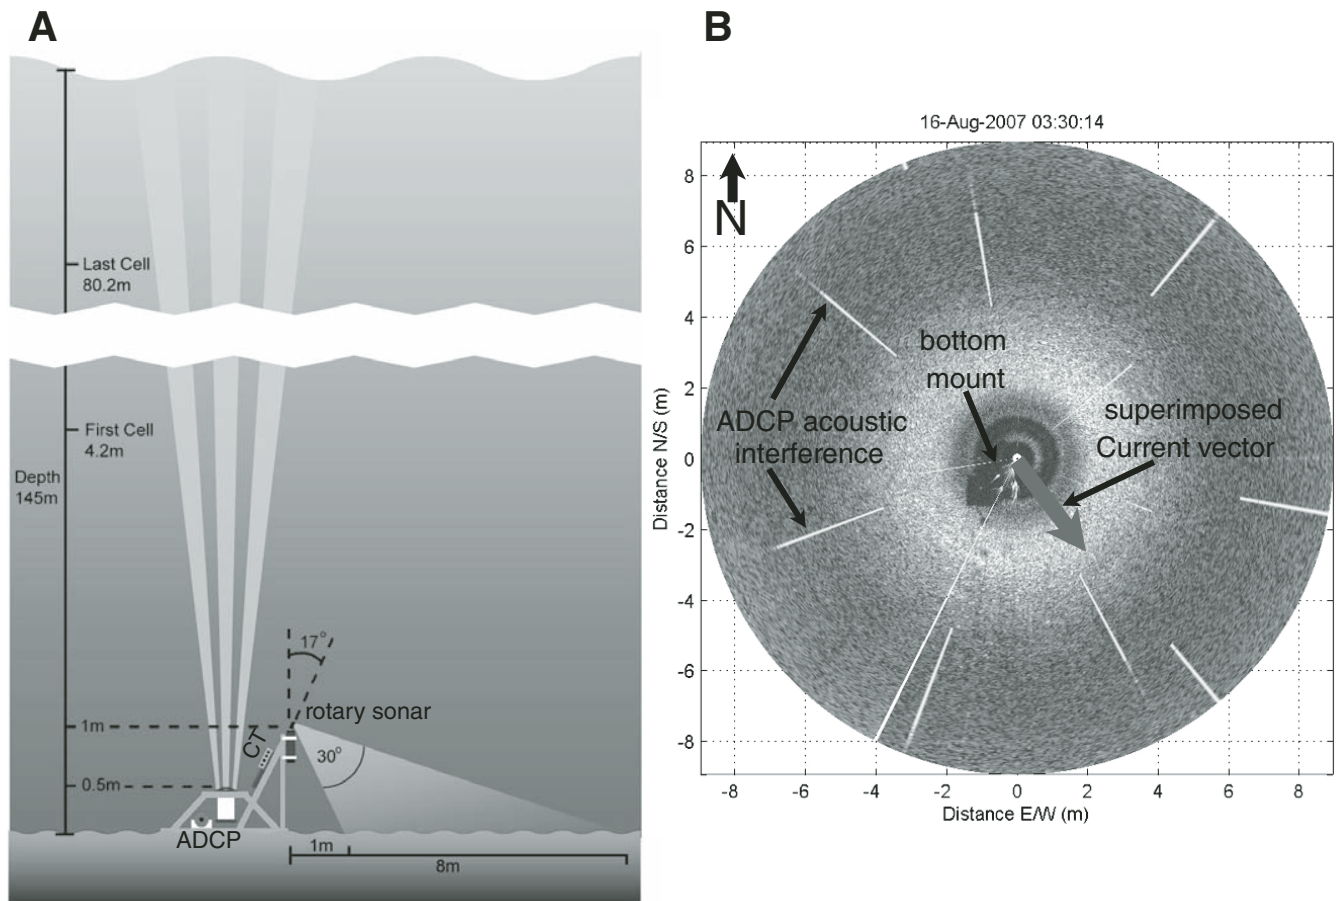 A
Last Cell
80.2m
First Cell
4.2m
Depth
145m
17°
rotary sonar
1m
CT
30°
0.5m
ADCP
1m
8m
B
16-Aug-2007 03:30:14
N
8
6
4
2
0
-2
-4
-6
-8
Distance N/S (m)
bottom
mount
ADCP acoustic
interference
superimposed
Current vector
-8 -6 -4 -2 0 2 4 6 8
Distance E/W (m)